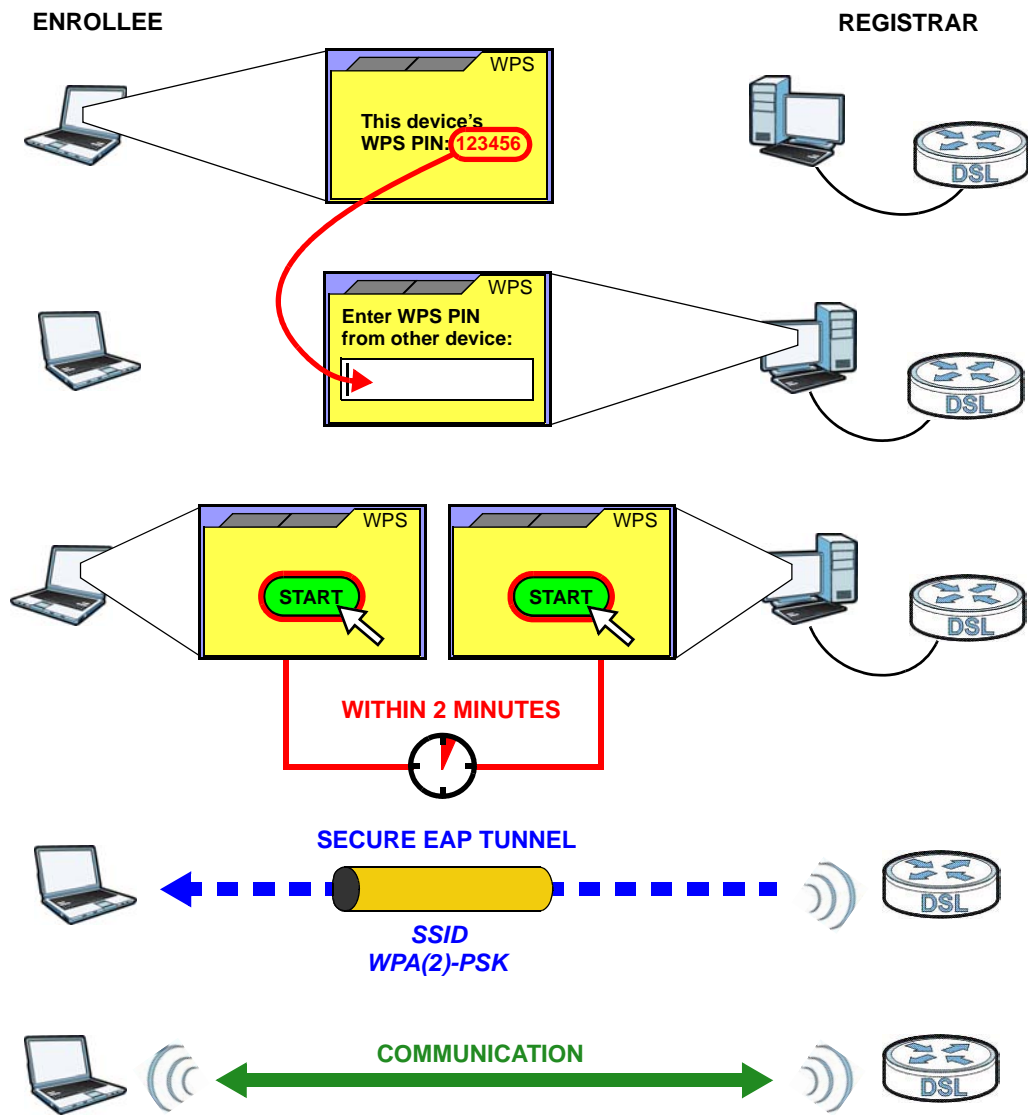 ENROLLEE
REGISTRAR
WPS
This device's
WPS PIN: 123456
DSL
WPS
Enter WPS PIN
from other device:
DSL
WPS
START
WPS
START
DSL
WITHIN 2 MINUTES
SECURE EAP TUNNEL
SSID
WPA(2)-PSK
DSL
COMMUNICATION
DSL